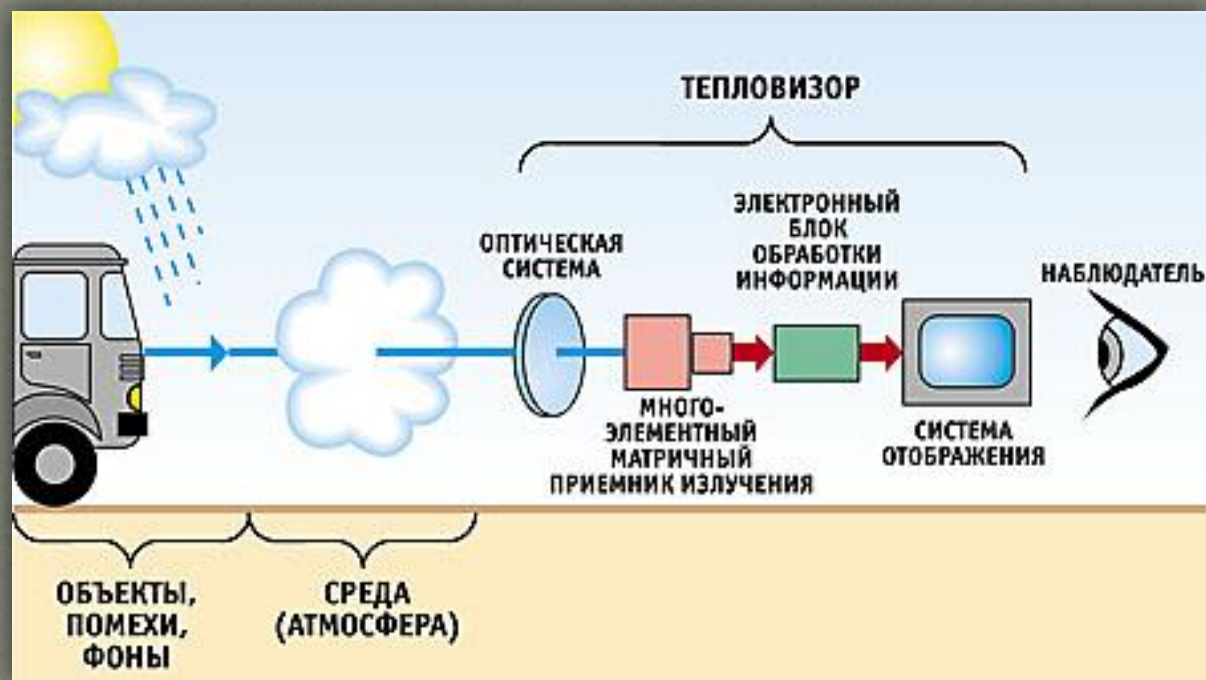 ТЕПЛОВИЗОР
ОПТИЧЕСКАЯ
СИСТЕМА
ЭЛЕКТРОННЫЙ
БЛОК
ОБРАБОТКИ
ИНФОРМАЦИИ
НАБЛЮДАТЕЛЬ
МНОГО-
ЭЛЕМЕНТНЫЙ
МАТРИЧНЫЙ
ПРИЕМНИК ИЗЛУЧЕНИЯ
СИСТЕМА
ОТОБРАЖЕНИЯ
ОБЪЕКТЫ,
ПОМЕХИ,
ФОНЫ
СРЕДА
(АТМОСФЕРА)